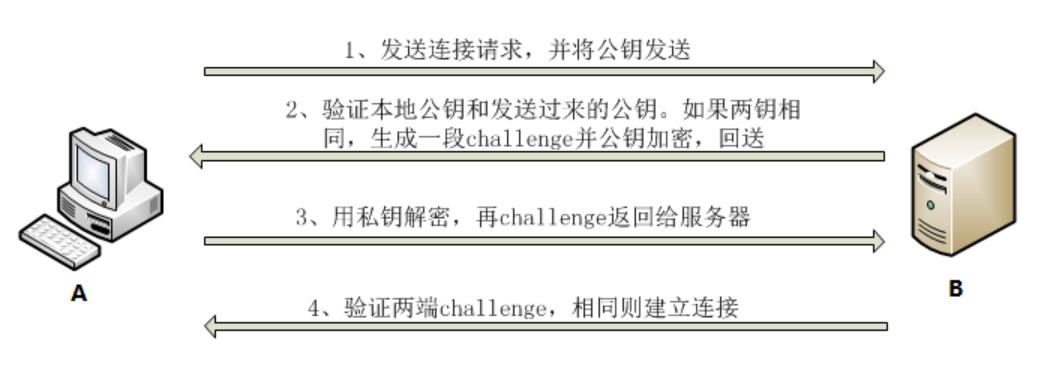 1、发送连接请求，并将公钥发送
2、验证本地公钥和发送过来的公钥。如果两钥相
同，生成一段challenge并公钥加密，回送
3、用私钥解密，再challenge返回给服务器
A
B
4、验证两端challenge，相同则建立连接